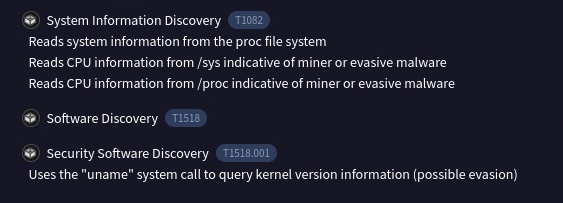 System Information Discovery T1082
Reads system information from the proc file system
Reads CPU information from /sys indicative of miner or evasive malware
Reads CPU information from /proc indicative of miner or evasive malware
Software Discovery T1518
Security Software Discovery T1518.001
Uses the "uname" system call to query kernel version information (possible evasion)